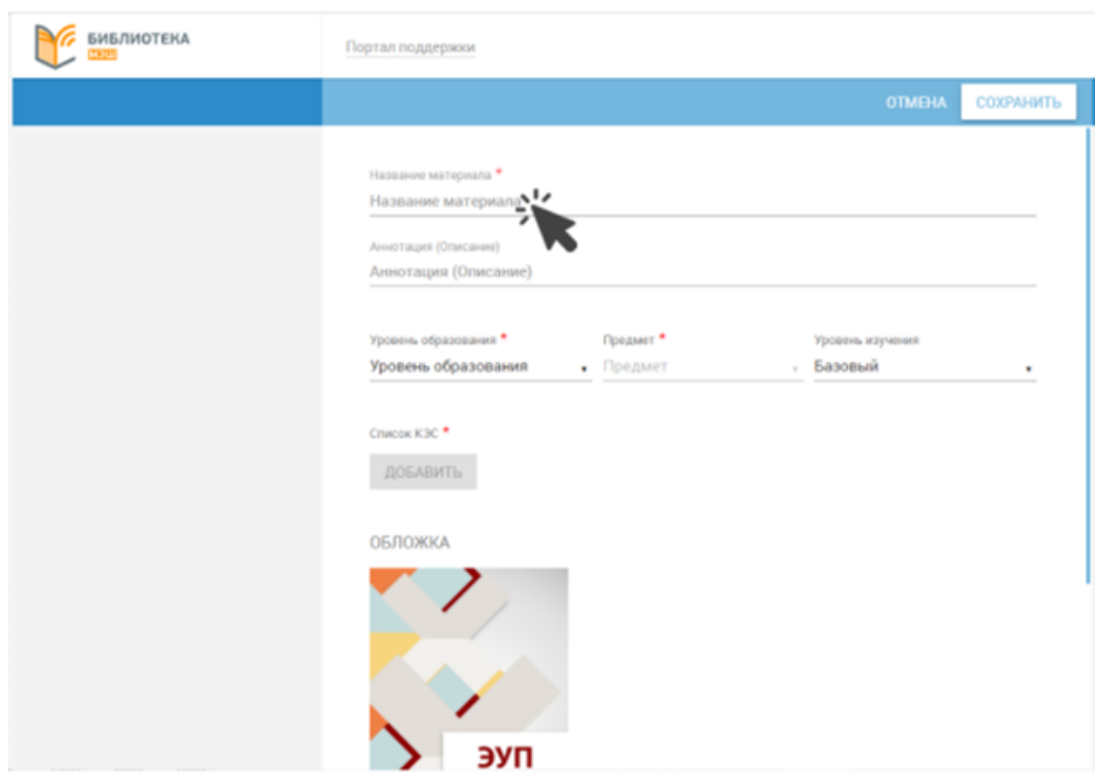 БИБЛИОТЕКА
МЭШ
Портал поддержки
ОТМЕНА СОХРАНИТЬ
Название материала *
Название материала
Аннотация (Описание)
Аннотация (Описание)
Уровень образования * Предмет * Уровень изучения
Уровень образования Предмет Базовый
Список КЭС *
ДОБАВИТЬ
ОБЛОЖКА
ЭУП